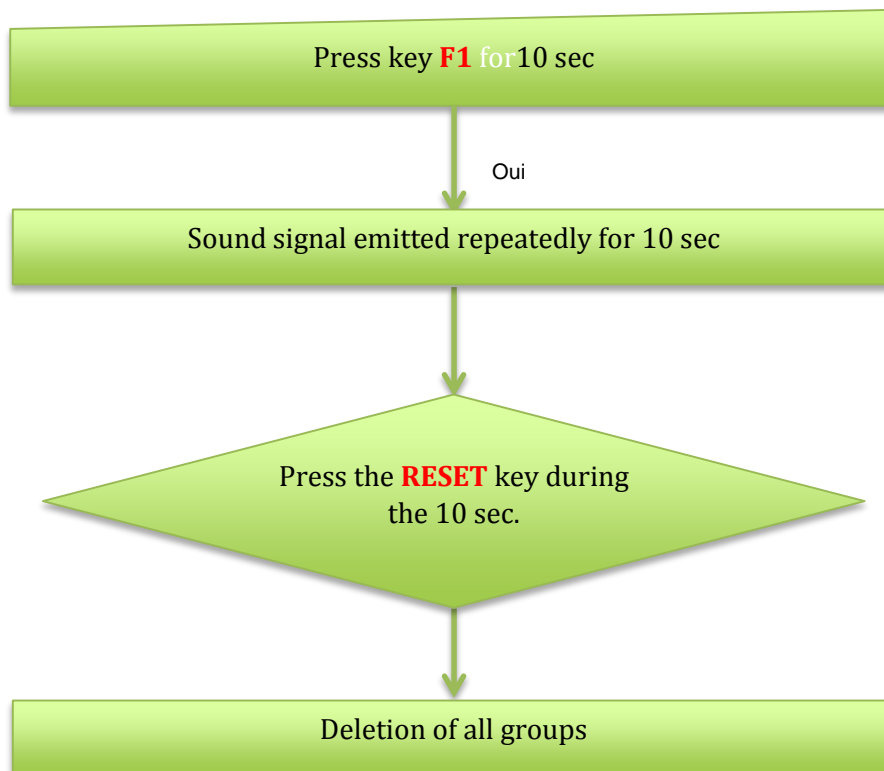 Press key F1 for10 sec
Oui
Sound signal emitted repeatedly for 10 sec
Press the RESET key during
the 10 sec.
Deletion of all groups